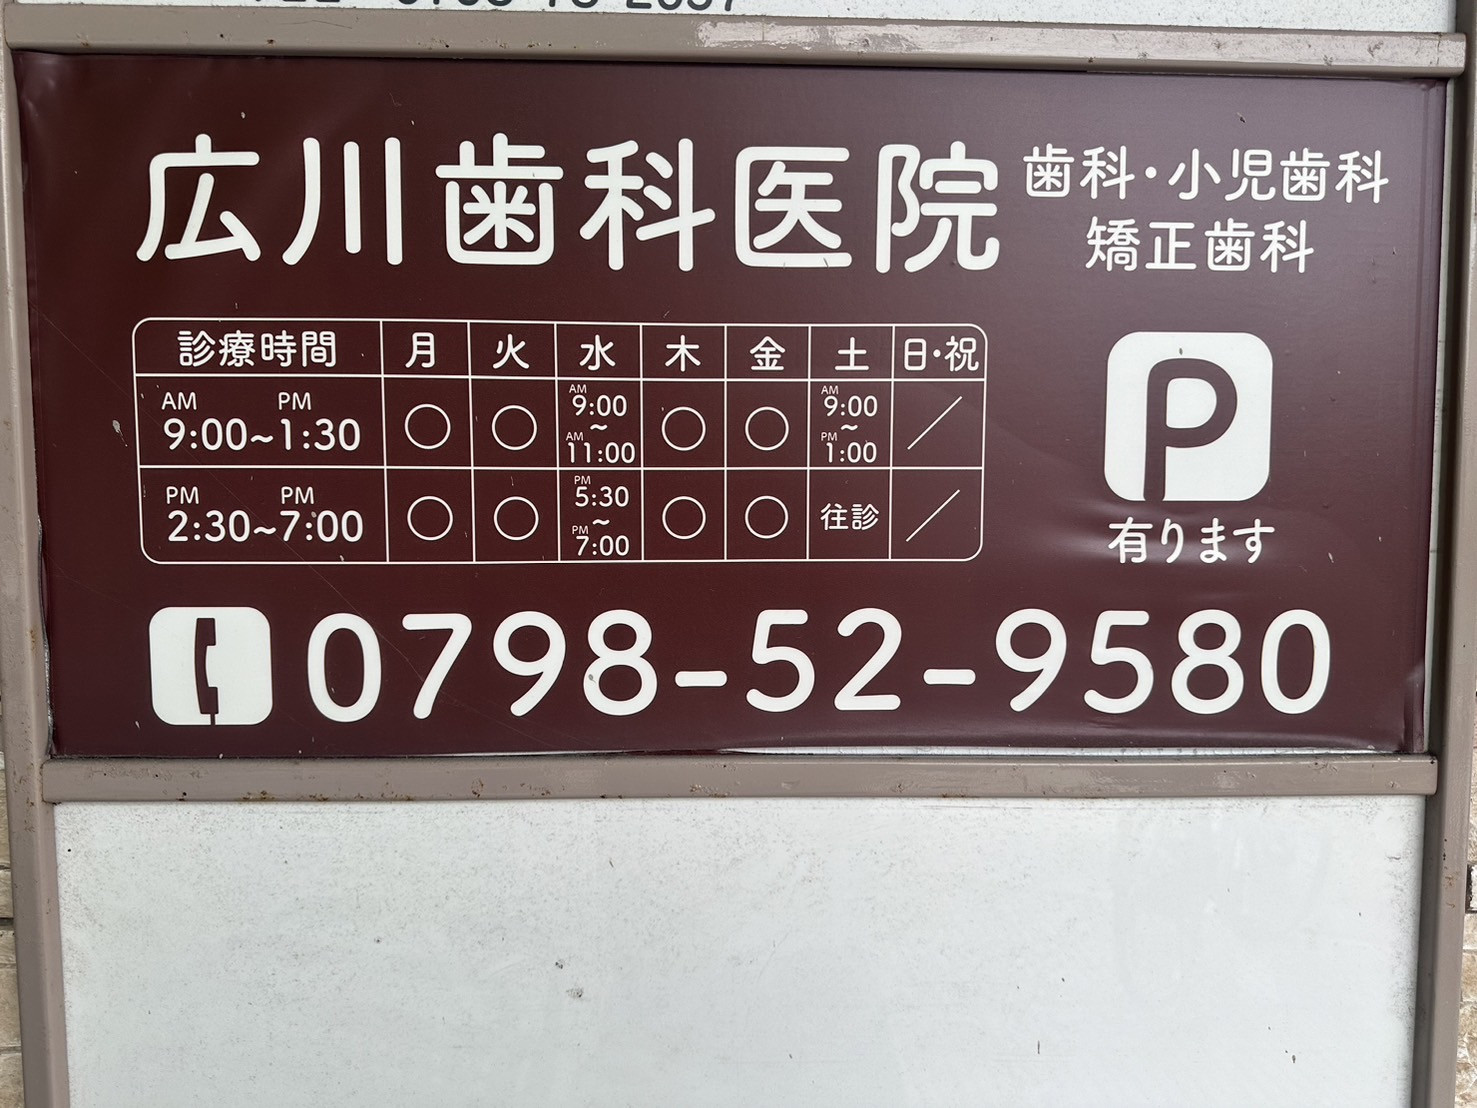 広川歯科医院
歯科・小児歯科
矯正歯科
診療時間 月 火 水 木 金 土 日・祝
AM 9:00~PM 1:30 ○ ○ AM 9:00~AM 11:00 ○ ○ AM 9:00~PM 1:00 ／
PM 2:30~PM 7:00 ○ ○ PM 5:30~PM 7:00 ○ ○ 往診 ／
P
有ります
0798-52-9580